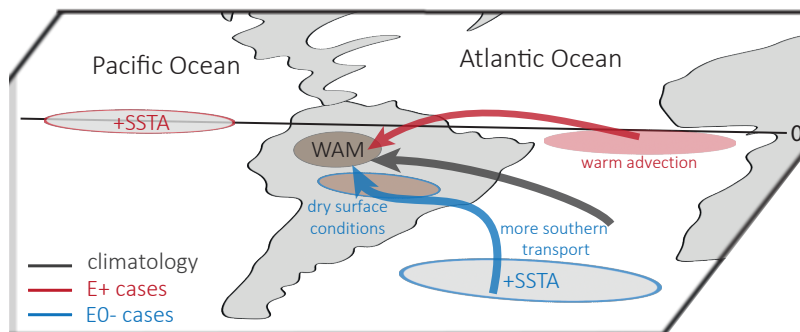 Pacific Ocean
Atlantic Ocean
+SSTA
0
WAM
warm advection
dry surface
conditions
more southern
transport
+SSTA
climatology
E+ cases
E0- cases